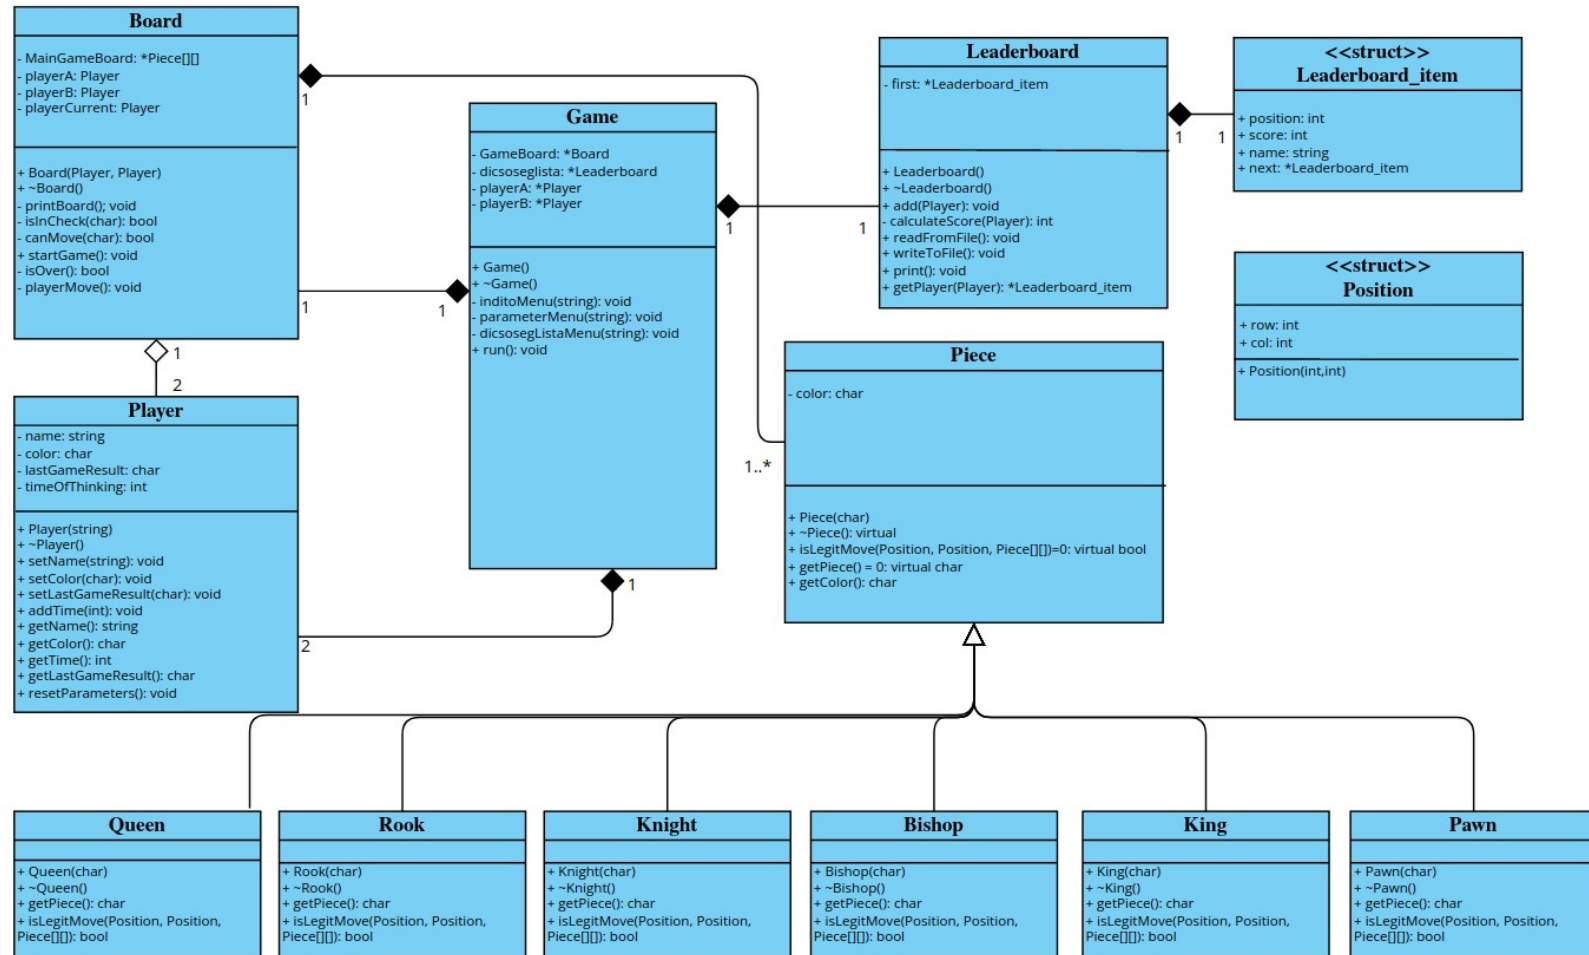 Board
- MainGameBoard: *Piece[][]
- playerA: Player
- playerB: Player
- playerCurrent: Player
+ Board(Player, Player)
+ ~Board()
- printBoard(); void
- isInCheck(char): bool
- canMove(char): bool
+ startGame(): void
- isOver(): bool
- playerMove(): void
1
1
1
2
Player
- name: string
- color: char
- lastGameResult: char
- timeOfThinking: int
+ Player(string)
+ ~Player()
+ setName(string): void
+ setColor(char): void
+ setLastGameResult(char): void
+ addTime(int): void
+ getName(): string
+ getColor: char
+ getTime(): int
+ getLastGameResult(): char
+ resetParameters(): void
2
Game
- GameBoard: *Board
- dicsoseglista: *Leaderboard
- playerA: *Player
- playerB: *Player
+ Game()
+ ~Game()
- inditoMenu(string): void
- parameterMenu(string): void
- dicsosegListaMenu(string): void
+ run(): void
1
1
1
1
Leaderboard
- first: *Leaderboard_item
+ Leaderboard()
+ ~Leaderboard()
+ add(Player): void
- calculateScore(Player): int
+ readFromFile(): void
+ writeToFile(): void
+ print(): void
+ getPlayer(Player): *Leaderboard_item
1
1
<<struct>>
Leaderboard_item
+ position: int
+ score: int
+ name: string
+ next: *Leaderboard_item
<<struct>>
Position
+ row: int
+ col: int
+ Position(int,int)
1..*
Piece
- color: char
+ Piece(char)
+ ~Piece(): virtual
+ isLegitMove(Position, Position, Piece[][])=0: virtual bool
+ getPiece() = 0: virtual char
+ getColor(): char
Queen
+ Queen(char)
+ ~Queen()
+ getPiece(): char
+ isLegitMove(Position, Position,
Piece[][]): bool
Rook
+ Rook(char)
+ ~Rook()
+ getPiece(): char
+ isLegitMove(Position, Position,
Piece[][]): bool
Knight
+ Knight(char)
+ ~Knight()
+ getPiece(): char
+ isLegitMove(Position, Position,
Piece[][]): bool
Bishop
+ Bishop(char)
+ ~Bishop()
+ getPiece(): char
+ isLegitMove(Position, Position,
Piece[][]): bool
King
+ King(char)
+ ~King()
+ getPiece(): char
+ isLegitMove(Position, Position,
Piece[][]): bool
Pawn
+ Pawn(char)
+ ~Pawn()
+ getPiece(): char
+ isLegitMove(Position, Position,
Piece[][]): bool